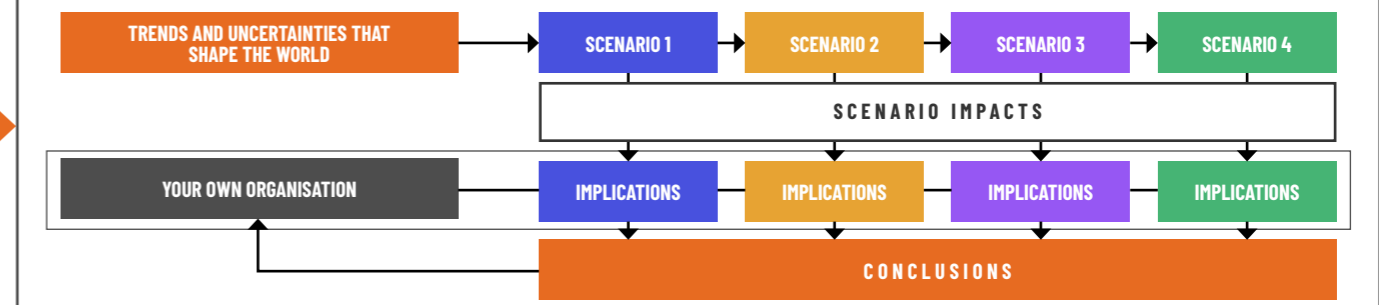 TRENDS AND UNCERTAINTIES THAT
SHAPE THE WORLD
SCENARIO 1
SCENARIO 2
SCENARIO 3
SCENARIO 4
SCENARIO IMPACTS
YOUR OWN ORGANISATION
IMPLICATIONS
IMPLICATIONS
IMPLICATIONS
IMPLICATIONS
CONCLUSIONS